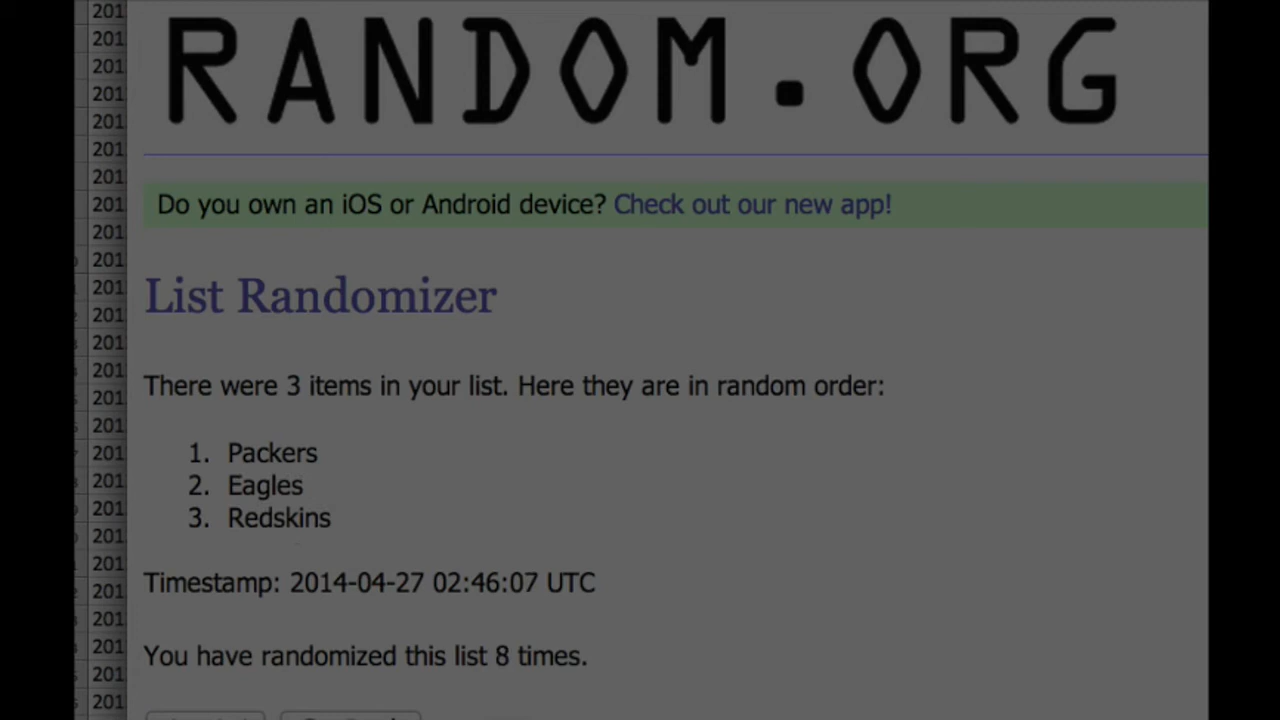 RANDOM.ORG
Do you own an iOS or Android device? Check out our new app!
List Randomizer
There were 3 items in your list. Here they are in random order:
1. Packers
2. Eagles
3. Redskins
Timestamp: 2014-04-27 02:46:07 UTC
You have randomized this list 8 times.